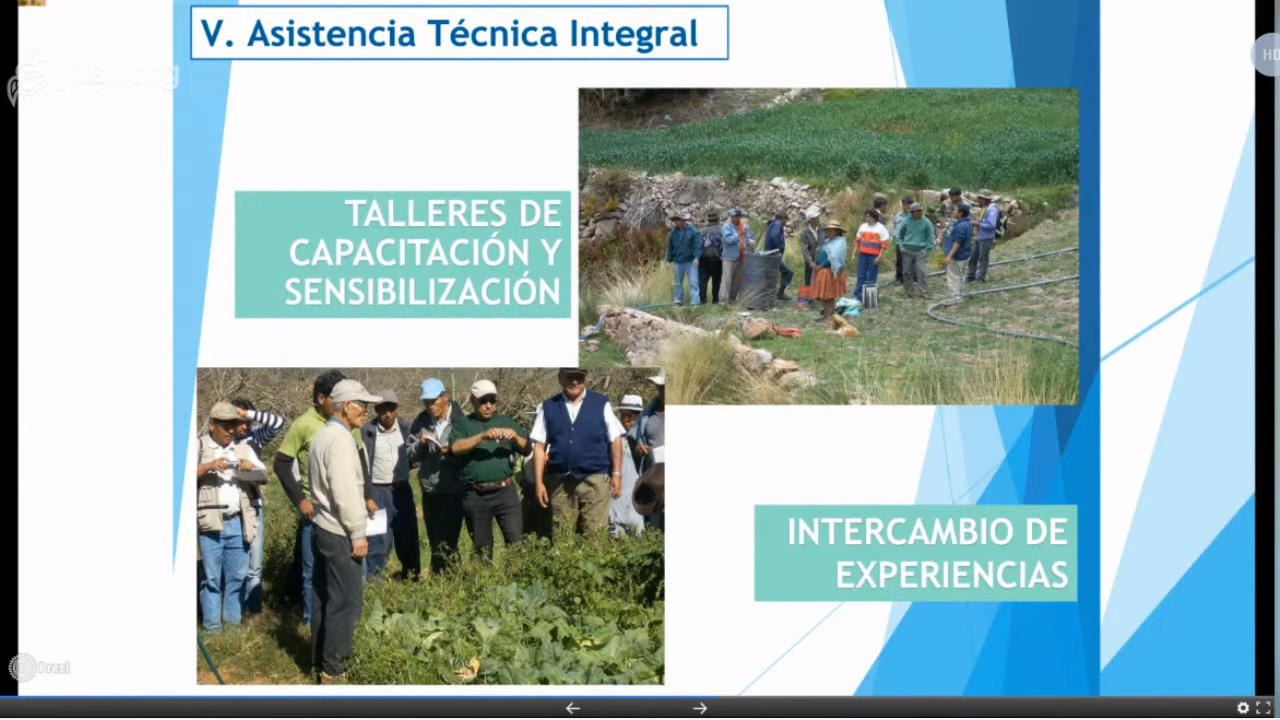 V. Asistencia Técnica Integral
HD
TALLERES DE
CAPACITACIÓN Y
SENSIBILIZACIÓN
INTERCAMBIO DE
EXPERIENCIAS
Prezi